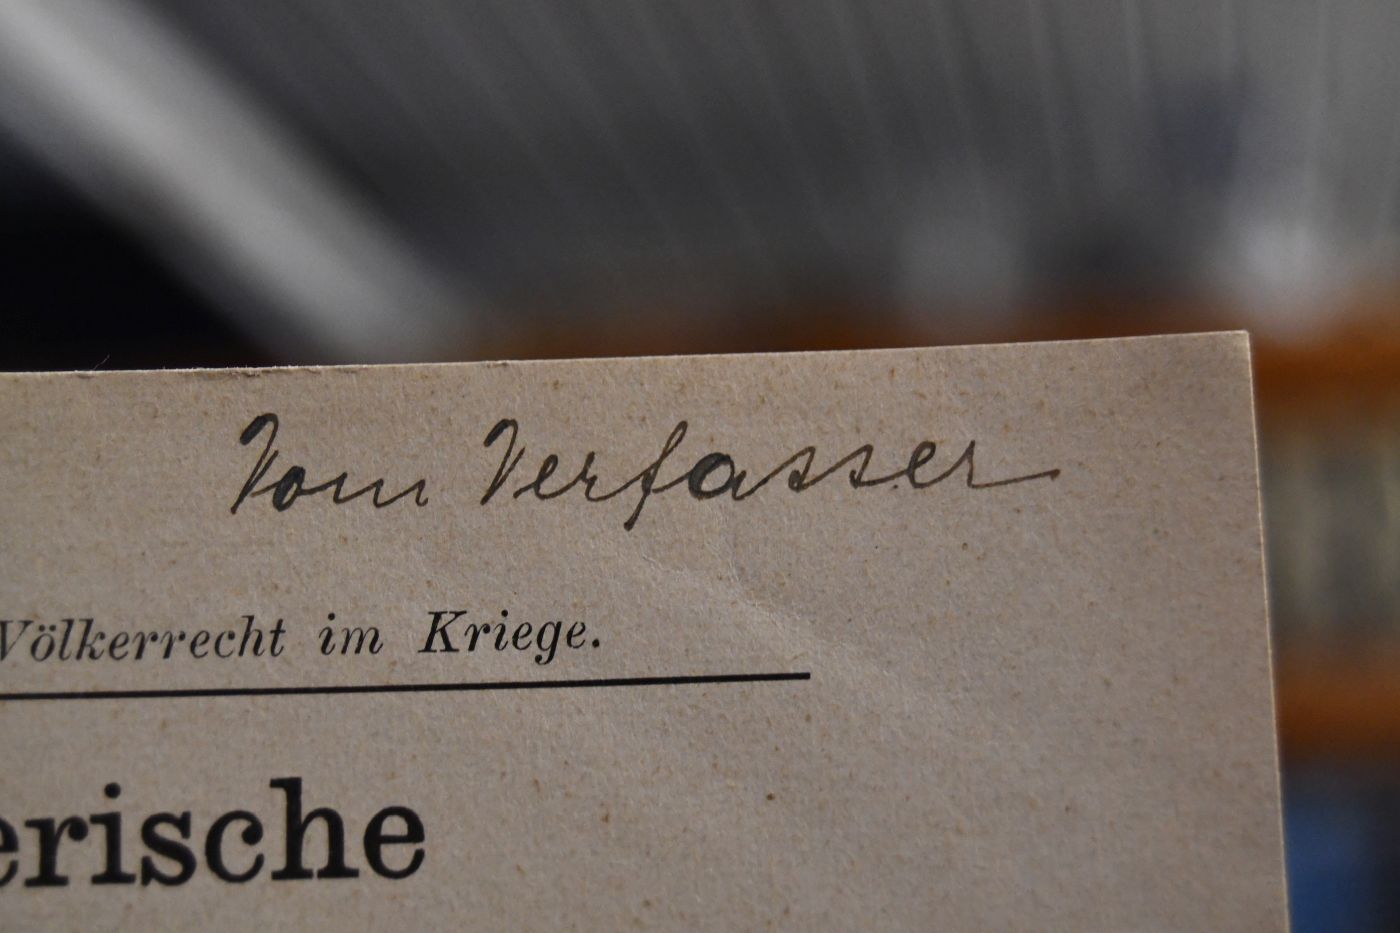 Vom Verfasser
Völkerrecht im Kriege.
erische